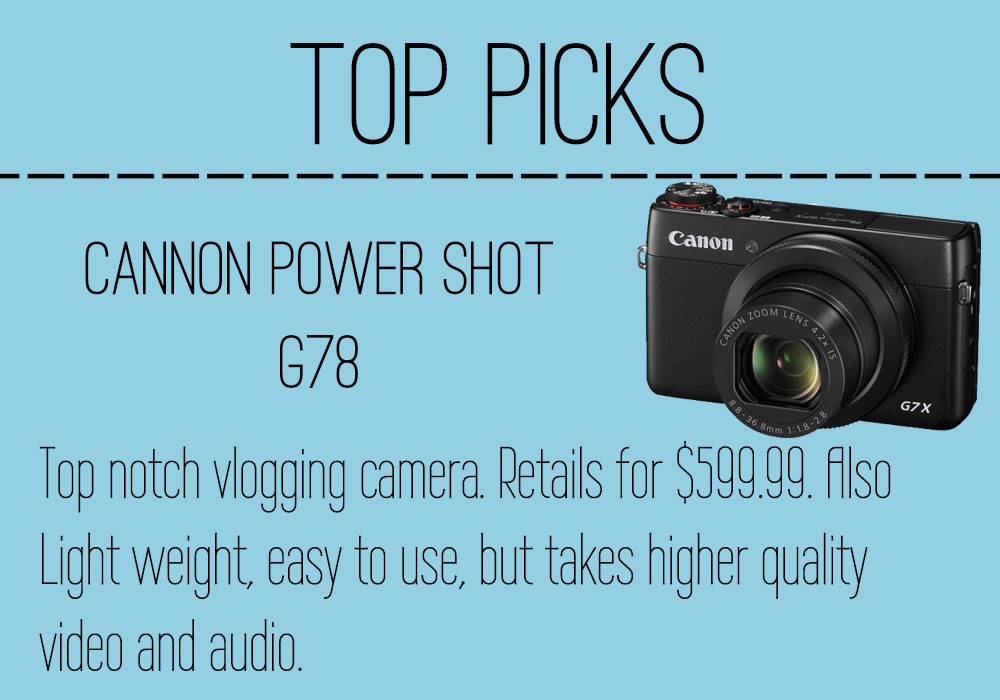 TOP PICKS
CANNON POWER SHOT
G78
Canon
CANON ZOOM LENS 4.2x IS
8.8-36.8mm 1:1.8-2.8
G7X
Top notch vlogging camera. Retails for $599.99. Also
Light weight, easy to use, but takes higher quality
video and audio.